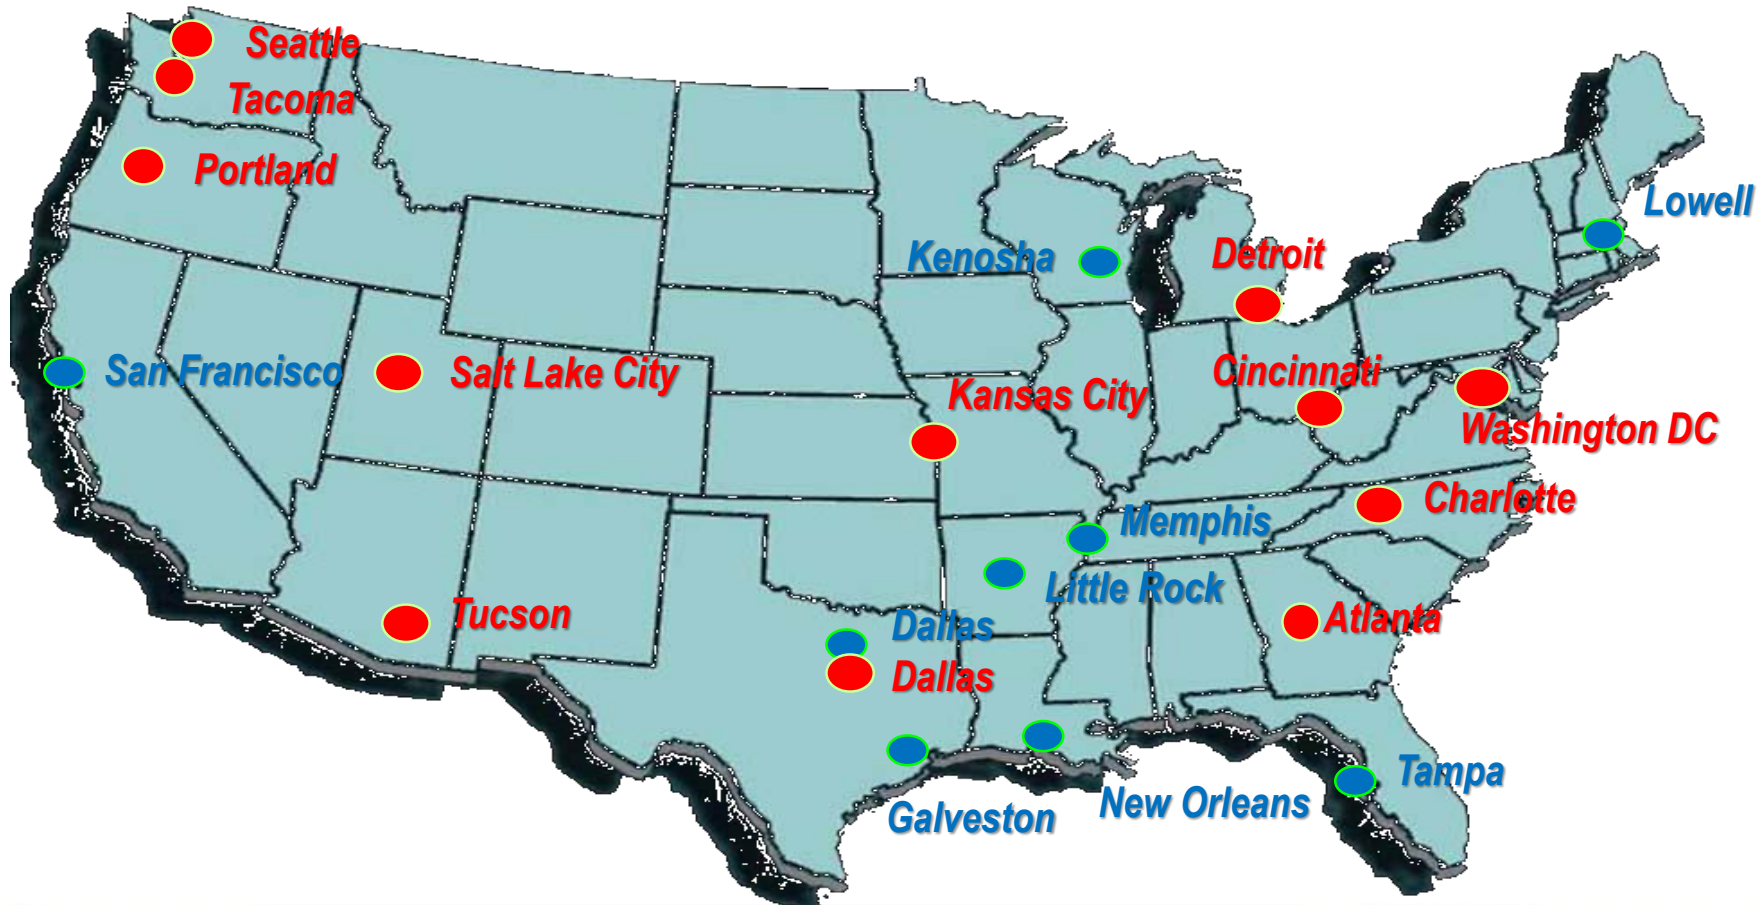 Seattle
Tacoma
Portland
Lowell
Kenosha
Detroit
San Francisco
Salt Lake City
Kansas City
Cincinnati
Washington DC
Charlotte
Memphis
Little Rock
Tucson
Dallas
Atlanta
Dallas
Tampa
New Orleans
Galveston